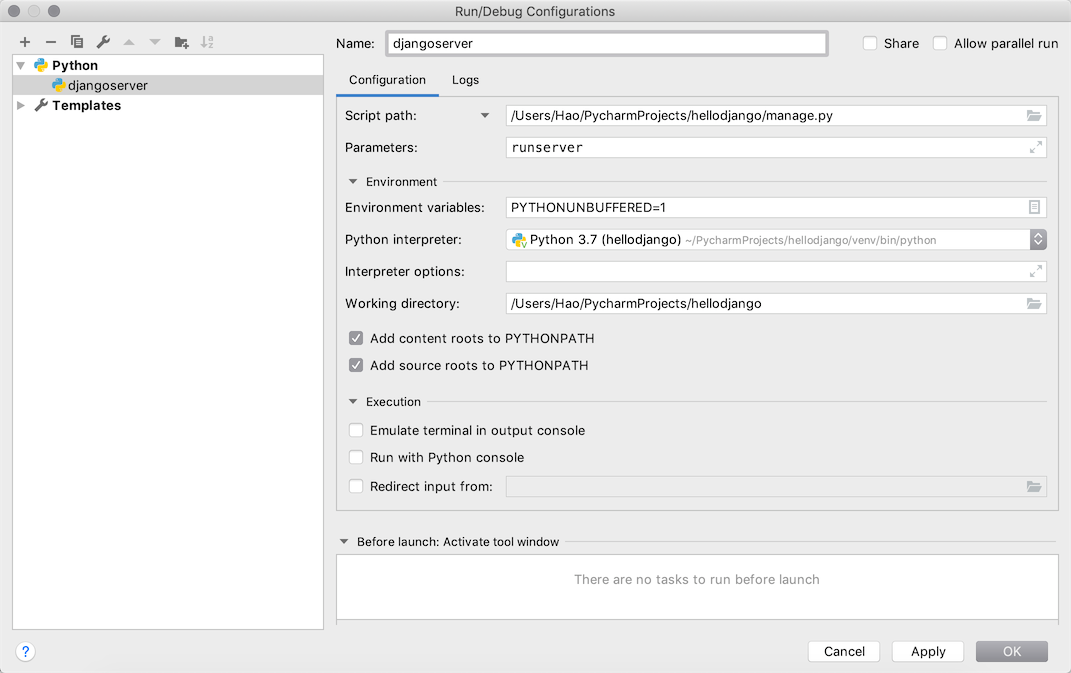 Run/Debug Configurations
Name: djangoserver Share Allow parallel run
Python
djangoserver
Templates
Configuration Logs
Script path: /Users/Hao/PycharmProjects/hellodjango/manage.py
Parameters: runserver
Environment
Environment variables: PYTHONUNBUFFERED=1
Python interpreter: Python 3.7 (hellodjango) ~/PycharmProjects/hellodjango/venv/bin/python
Interpreter options:
Working directory: /Users/Hao/PycharmProjects/hellodjango
Add content roots to PYTHONPATH
Add source roots to PYTHONPATH
Execution
Emulate terminal in output console
Run with Python console
Redirect input from:
Before launch: Activate tool window
There are no tasks to run before launch
? Cancel Apply OK